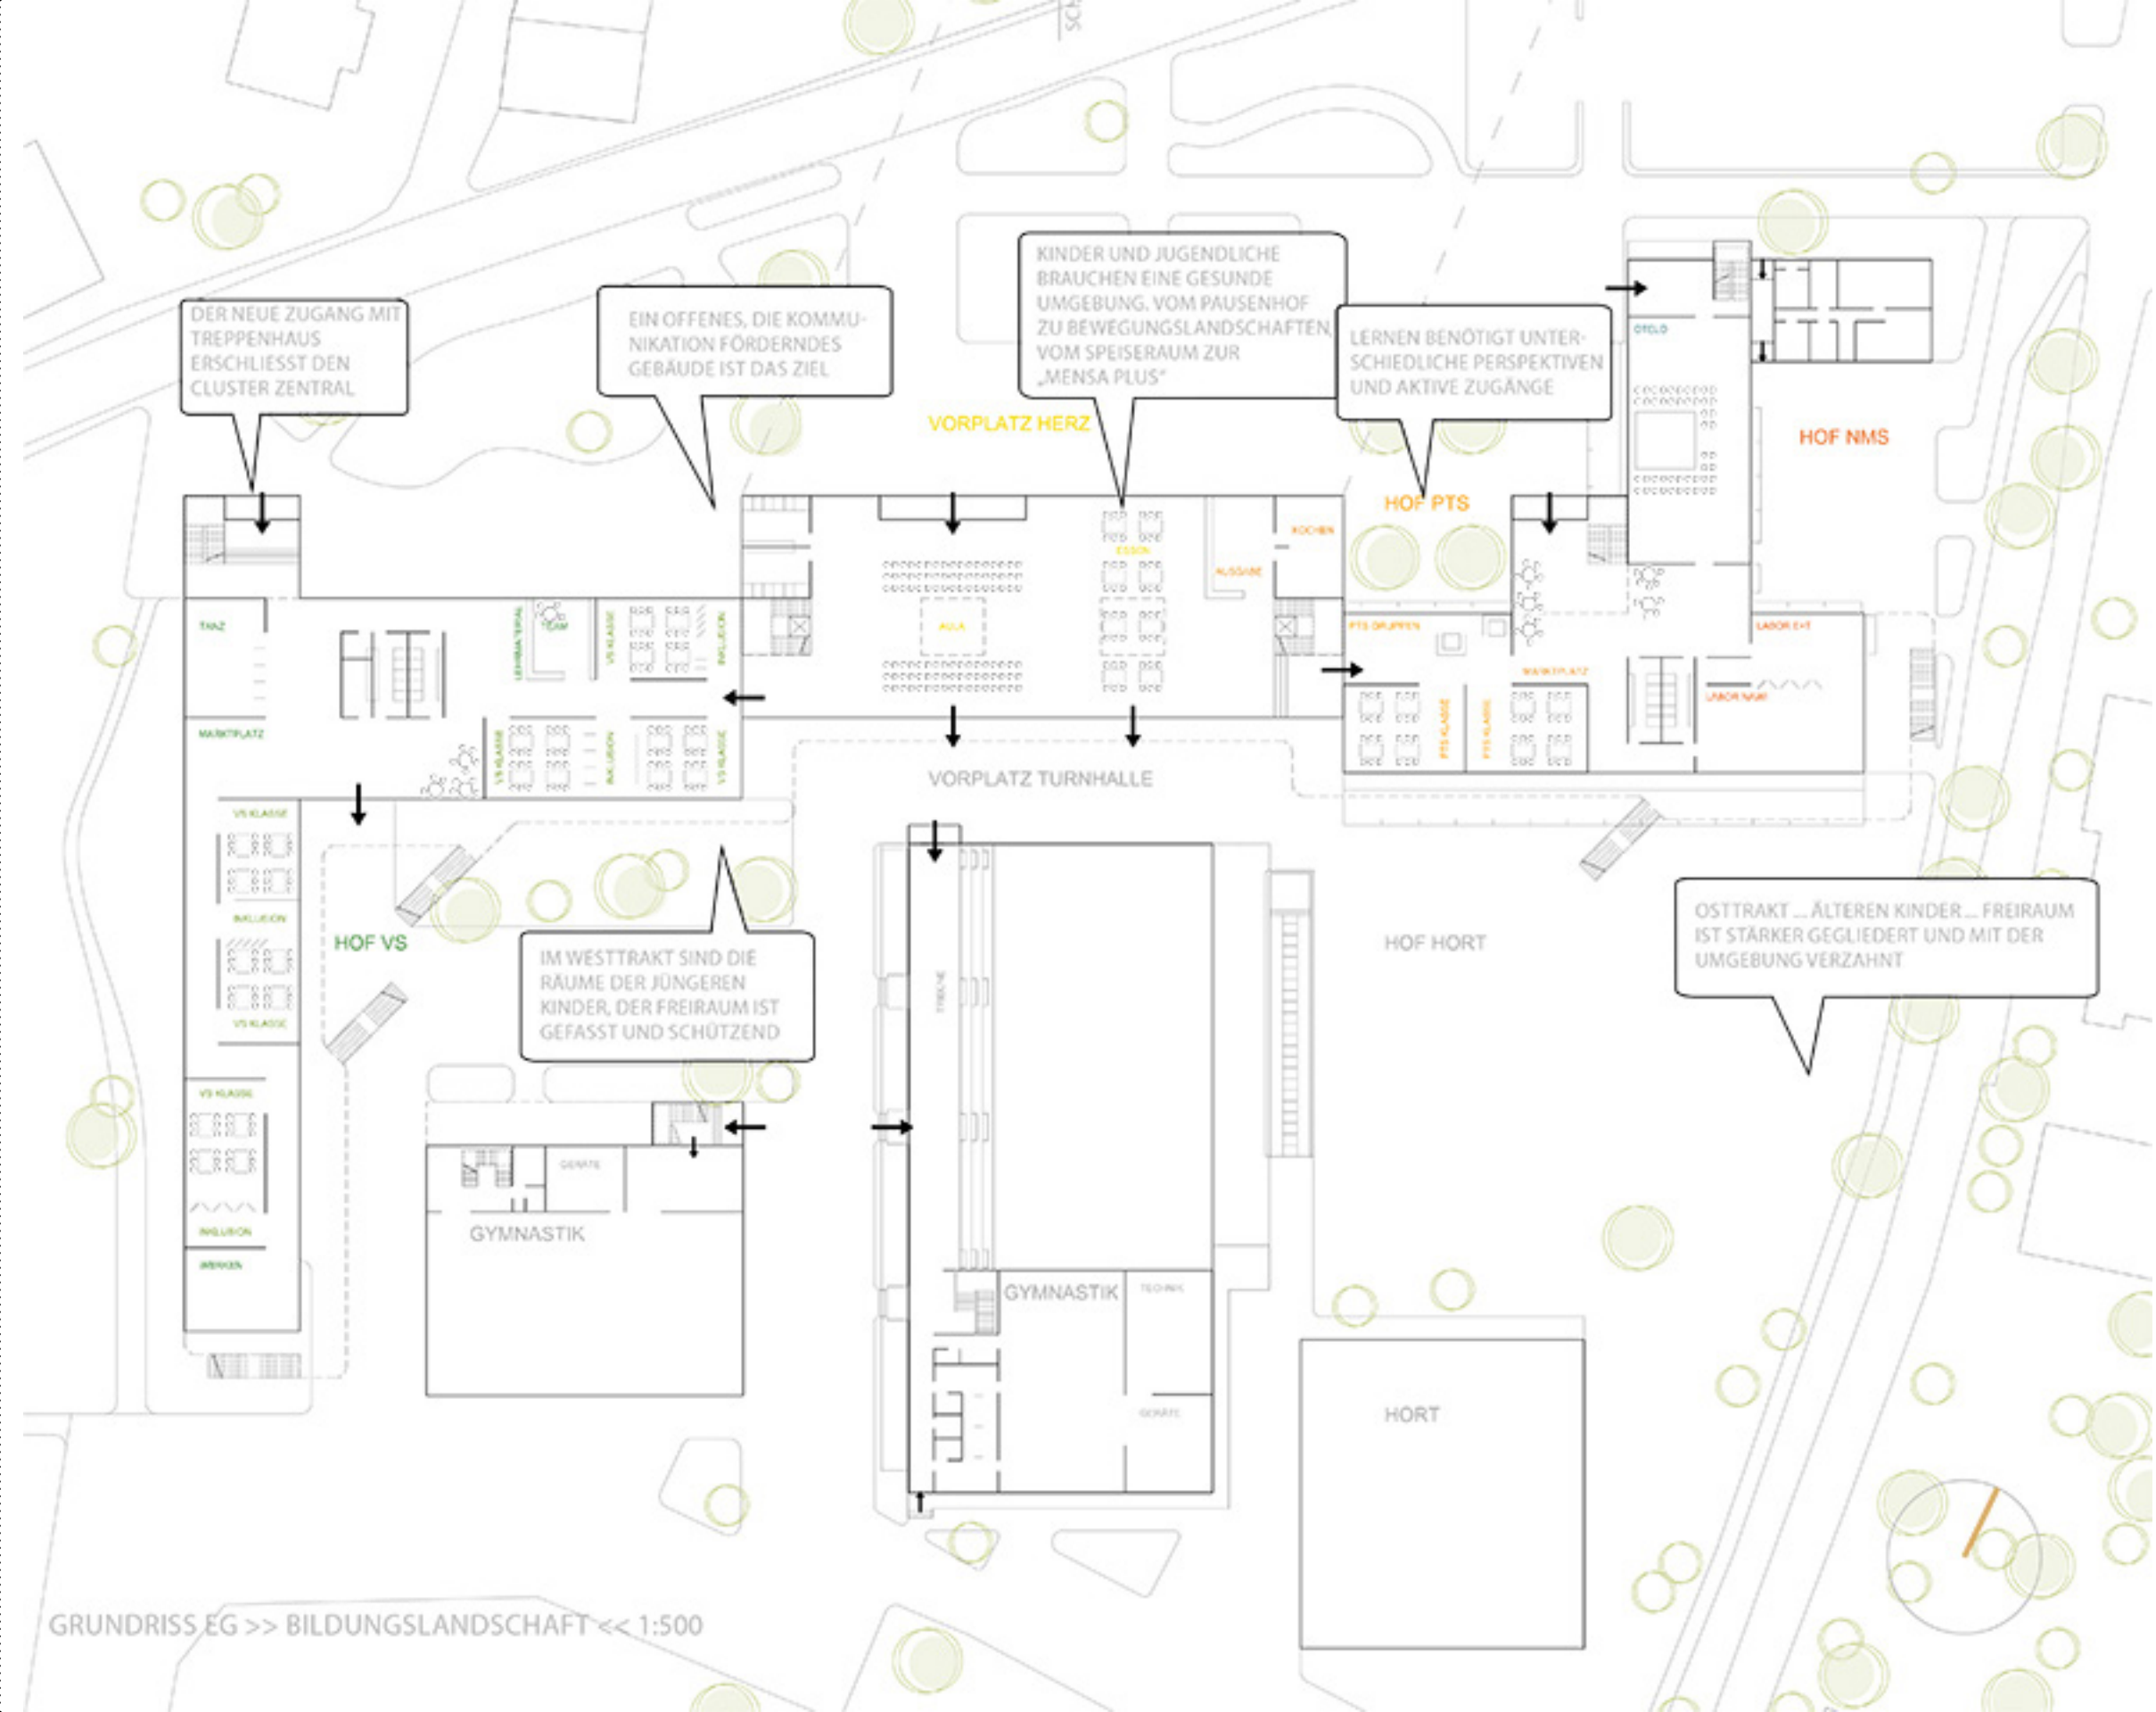 SCH
KINDER UND JUGENDLICHE
BRAUCHEN EINE GESUNDE
UMGEBUNG. VOM PAUSENHOF
ZU BEWEGUNGSLANDSCHAFTEN,
VOM SPEISERAUM ZUR
„MENSA PLUS“
DER NEUE ZUGANG MIT
TREPPENHAUS
ERSCHLIESST DEN
CLUSTER ZENTRAL
EIN OFFENES, DIE KOMMU-
NIKATION FÖRDERNDES
GEBÄUDE IST DAS ZIEL
LERNEN BENÖTIGT UNTER-
SCHIEDLICHE PERSPEKTIVEN
UND AKTIVE ZUGÄNGE
VORPLATZ HERZ
HOF NMS
HOF PTS
KOCHEN
ESSEN
AUSGABE
AULA
TANZ
LEHRMATERIAL
TEAM
VS KLASSE
INKLUSION
PTS GRUPPEN
MARKTPLATZ
MARKTPLATZ
VS KLASSE
INKLUSION
VS KLASSE
PTS KLASSE
PTS KLASSE
VORPLATZ TURNHALLE
VS KLASSE
INKLUSION
VS KLASSE
HOF VS
HOF HORT
TRIBÜNE
OSTTRAKT ... ÄLTEREN KINDER ... FREIRAUM
IST STÄRKER GEGLIEDERT UND MIT DER
UMGEBUNG VERZAHNT
IM WESTTRAKT SIND DIE
RÄUME DER JÜNGEREN
KINDER, DER FREIRAUM IST
GEFASST UND SCHÜTZEND
VS KLASSE
INKLUSION
WERKEN
GERÄTE
GYMNASTIK
GYMNASTIK
TECHNIK
GERÄTE
HORT
GRUNDRISS EG >> BILDUNGSLANDSCHAFT << 1:500